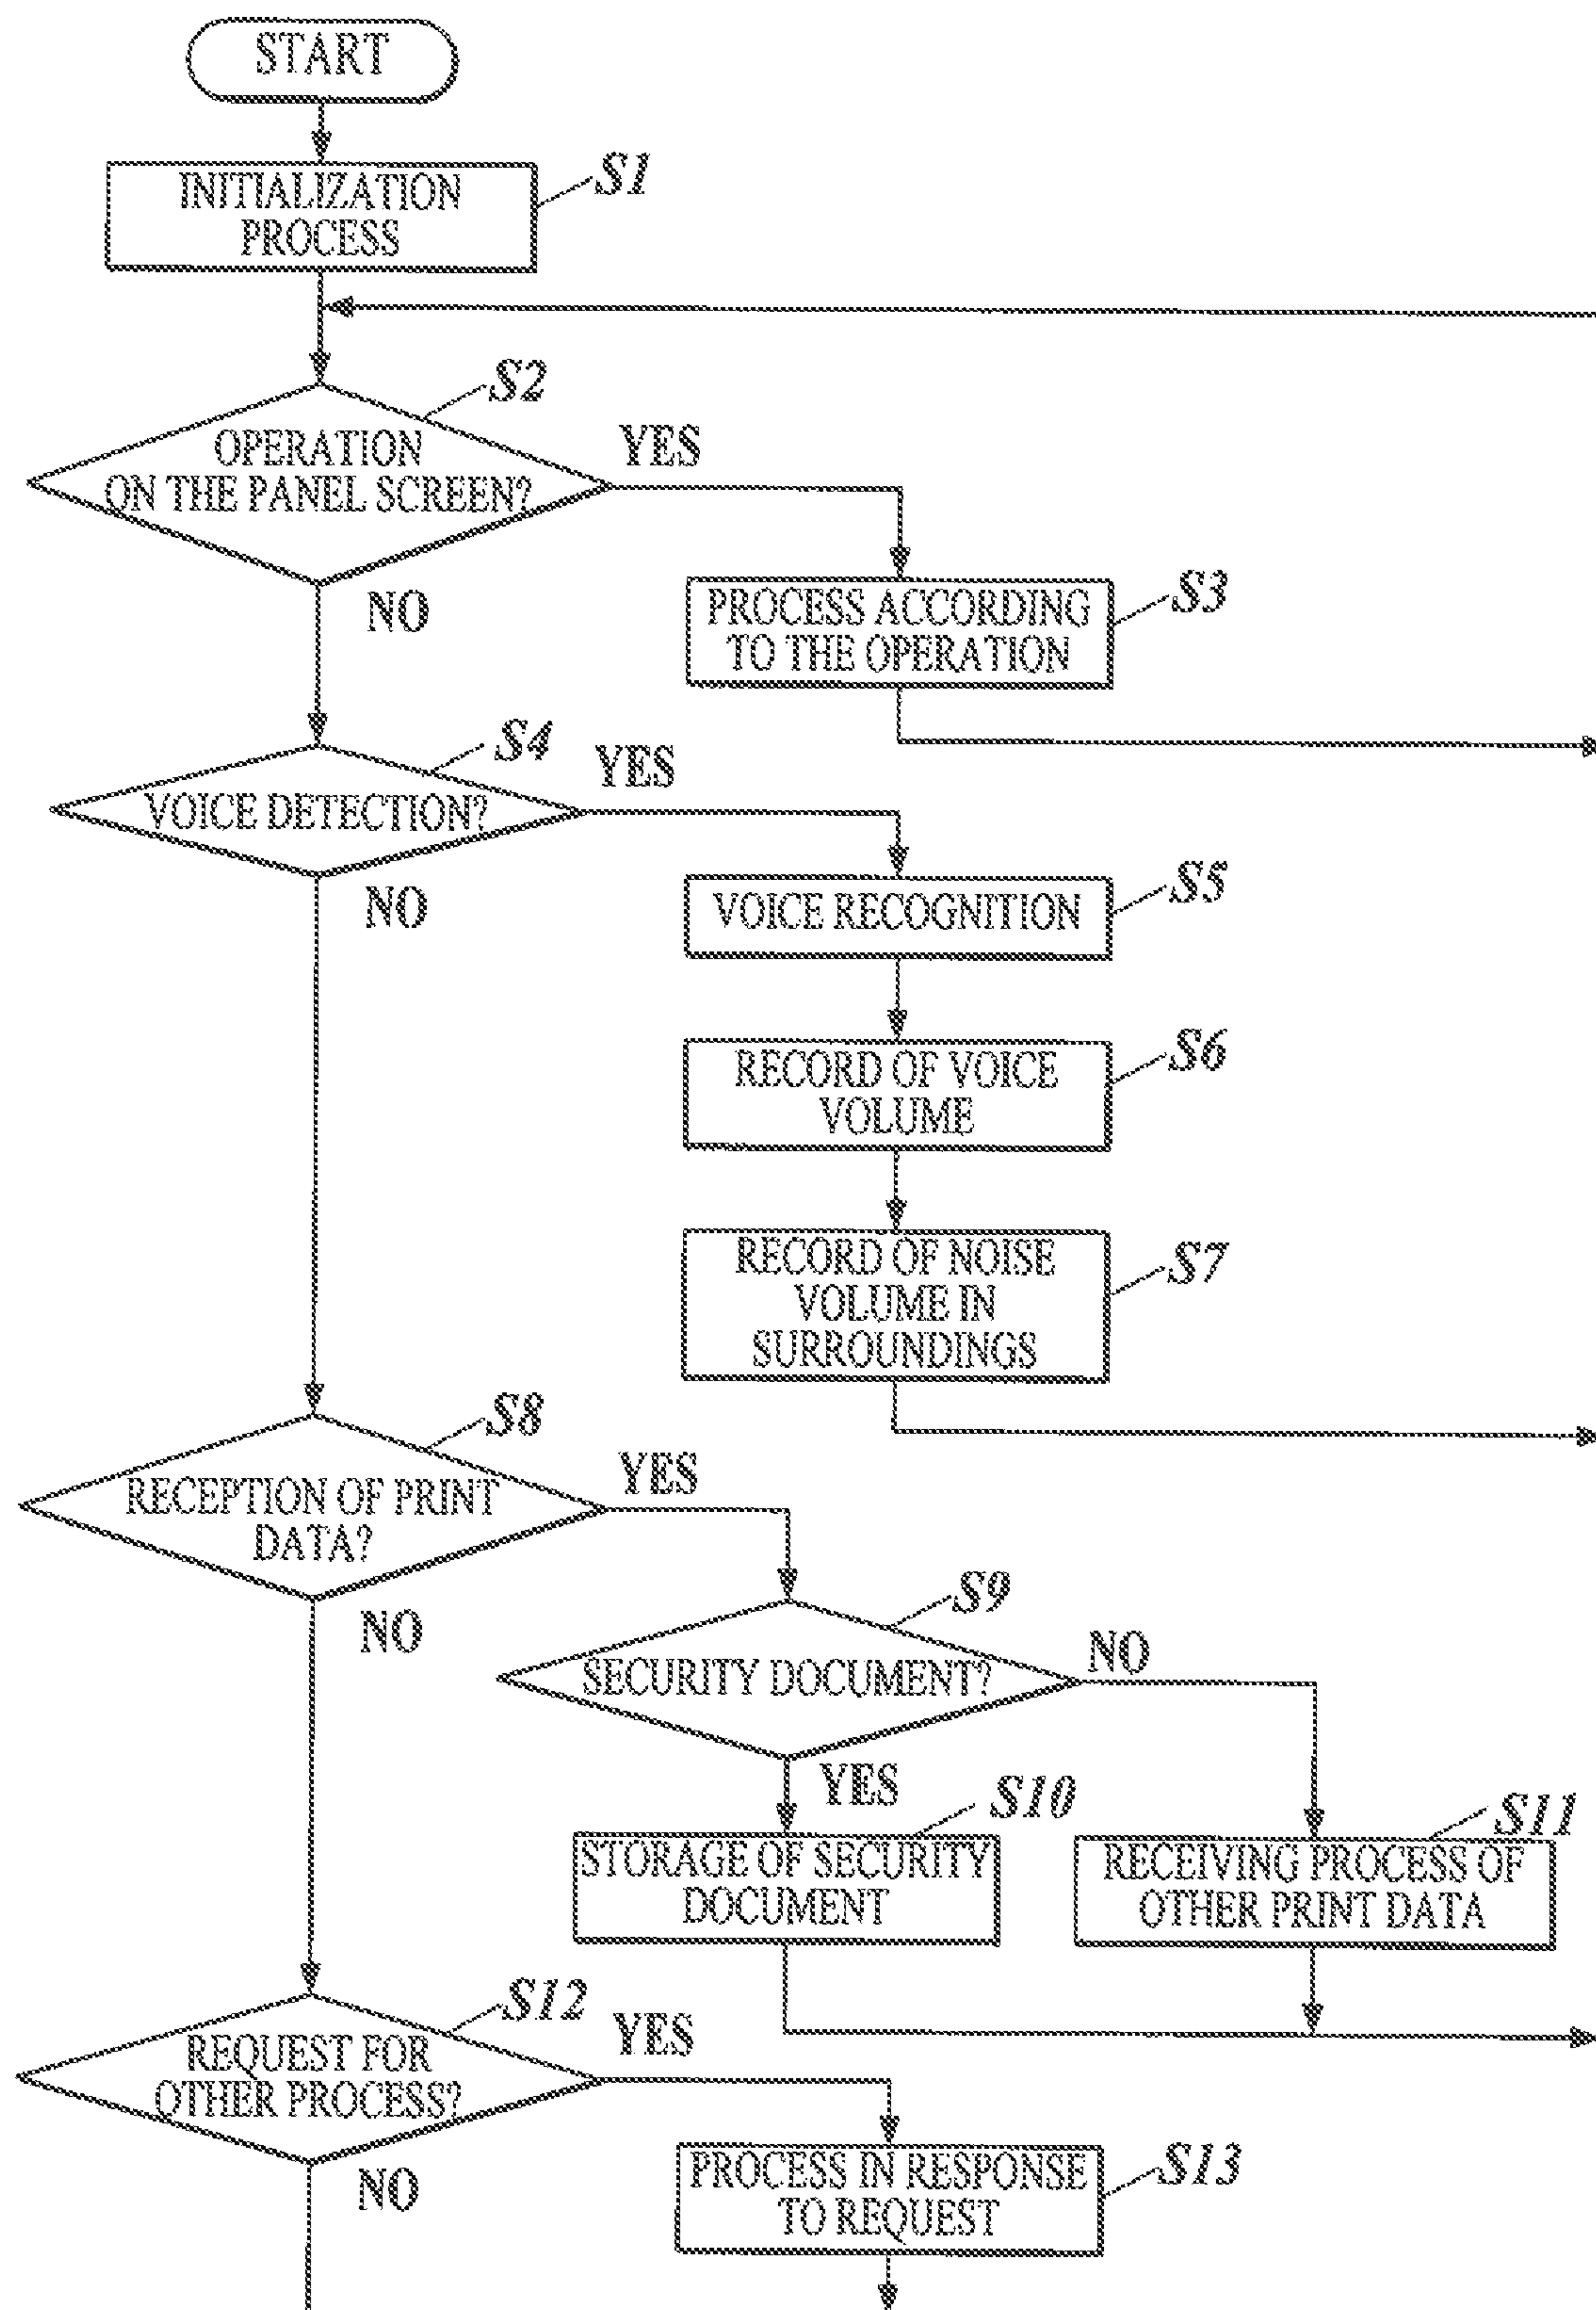 START
INITIALIZATION
PROCESS
S1
S2
OPERATION
ON THE PANEL SCREEN?
YES
NO
PROCESS ACCORDING
TO THE OPERATION
S3
S4
VOICE DETECTION?
YES
NO
VOICE RECOGNITION
S5
RECORD OF VOICE
VOLUME
S6
RECORD OF NOISE
VOLUME IN
SURROUNDINGS
S7
S8
RECEPTION OF PRINT
DATA?
YES
NO
S9
SECURITY DOCUMENT?
NO
YES
S10
STORAGE OF SECURITY
DOCUMENT
S11
RECEIVING PROCESS OF
OTHER PRINT DATA
S12
REQUEST FOR
OTHER PROCESS?
YES
NO
PROCESS IN RESPONSE
TO REQUEST
S13